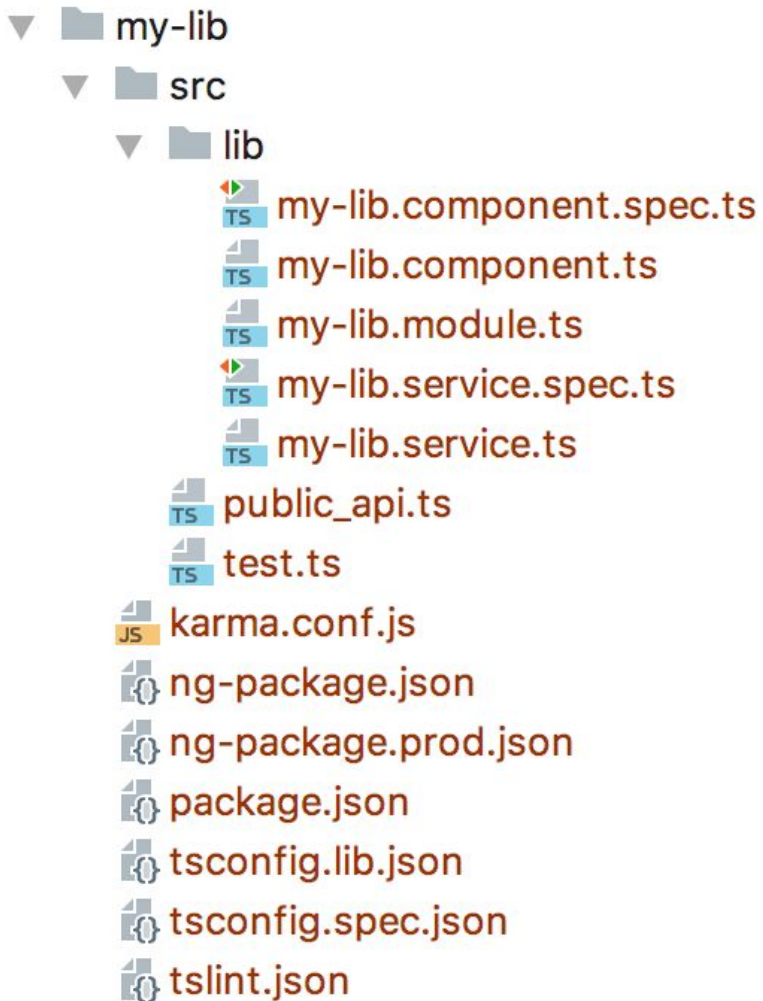 my-lib
src
lib
TS my-lib.component.spec.ts
TS my-lib.component.ts
TS my-lib.module.ts
TS my-lib.service.spec.ts
TS my-lib.service.ts
TS public_api.ts
TS test.ts
JS karma.conf.js
{} ng-package.json
{} ng-package.prod.json
{} package.json
{} tsconfig.lib.json
{} tsconfig.spec.json
{} tslint.json